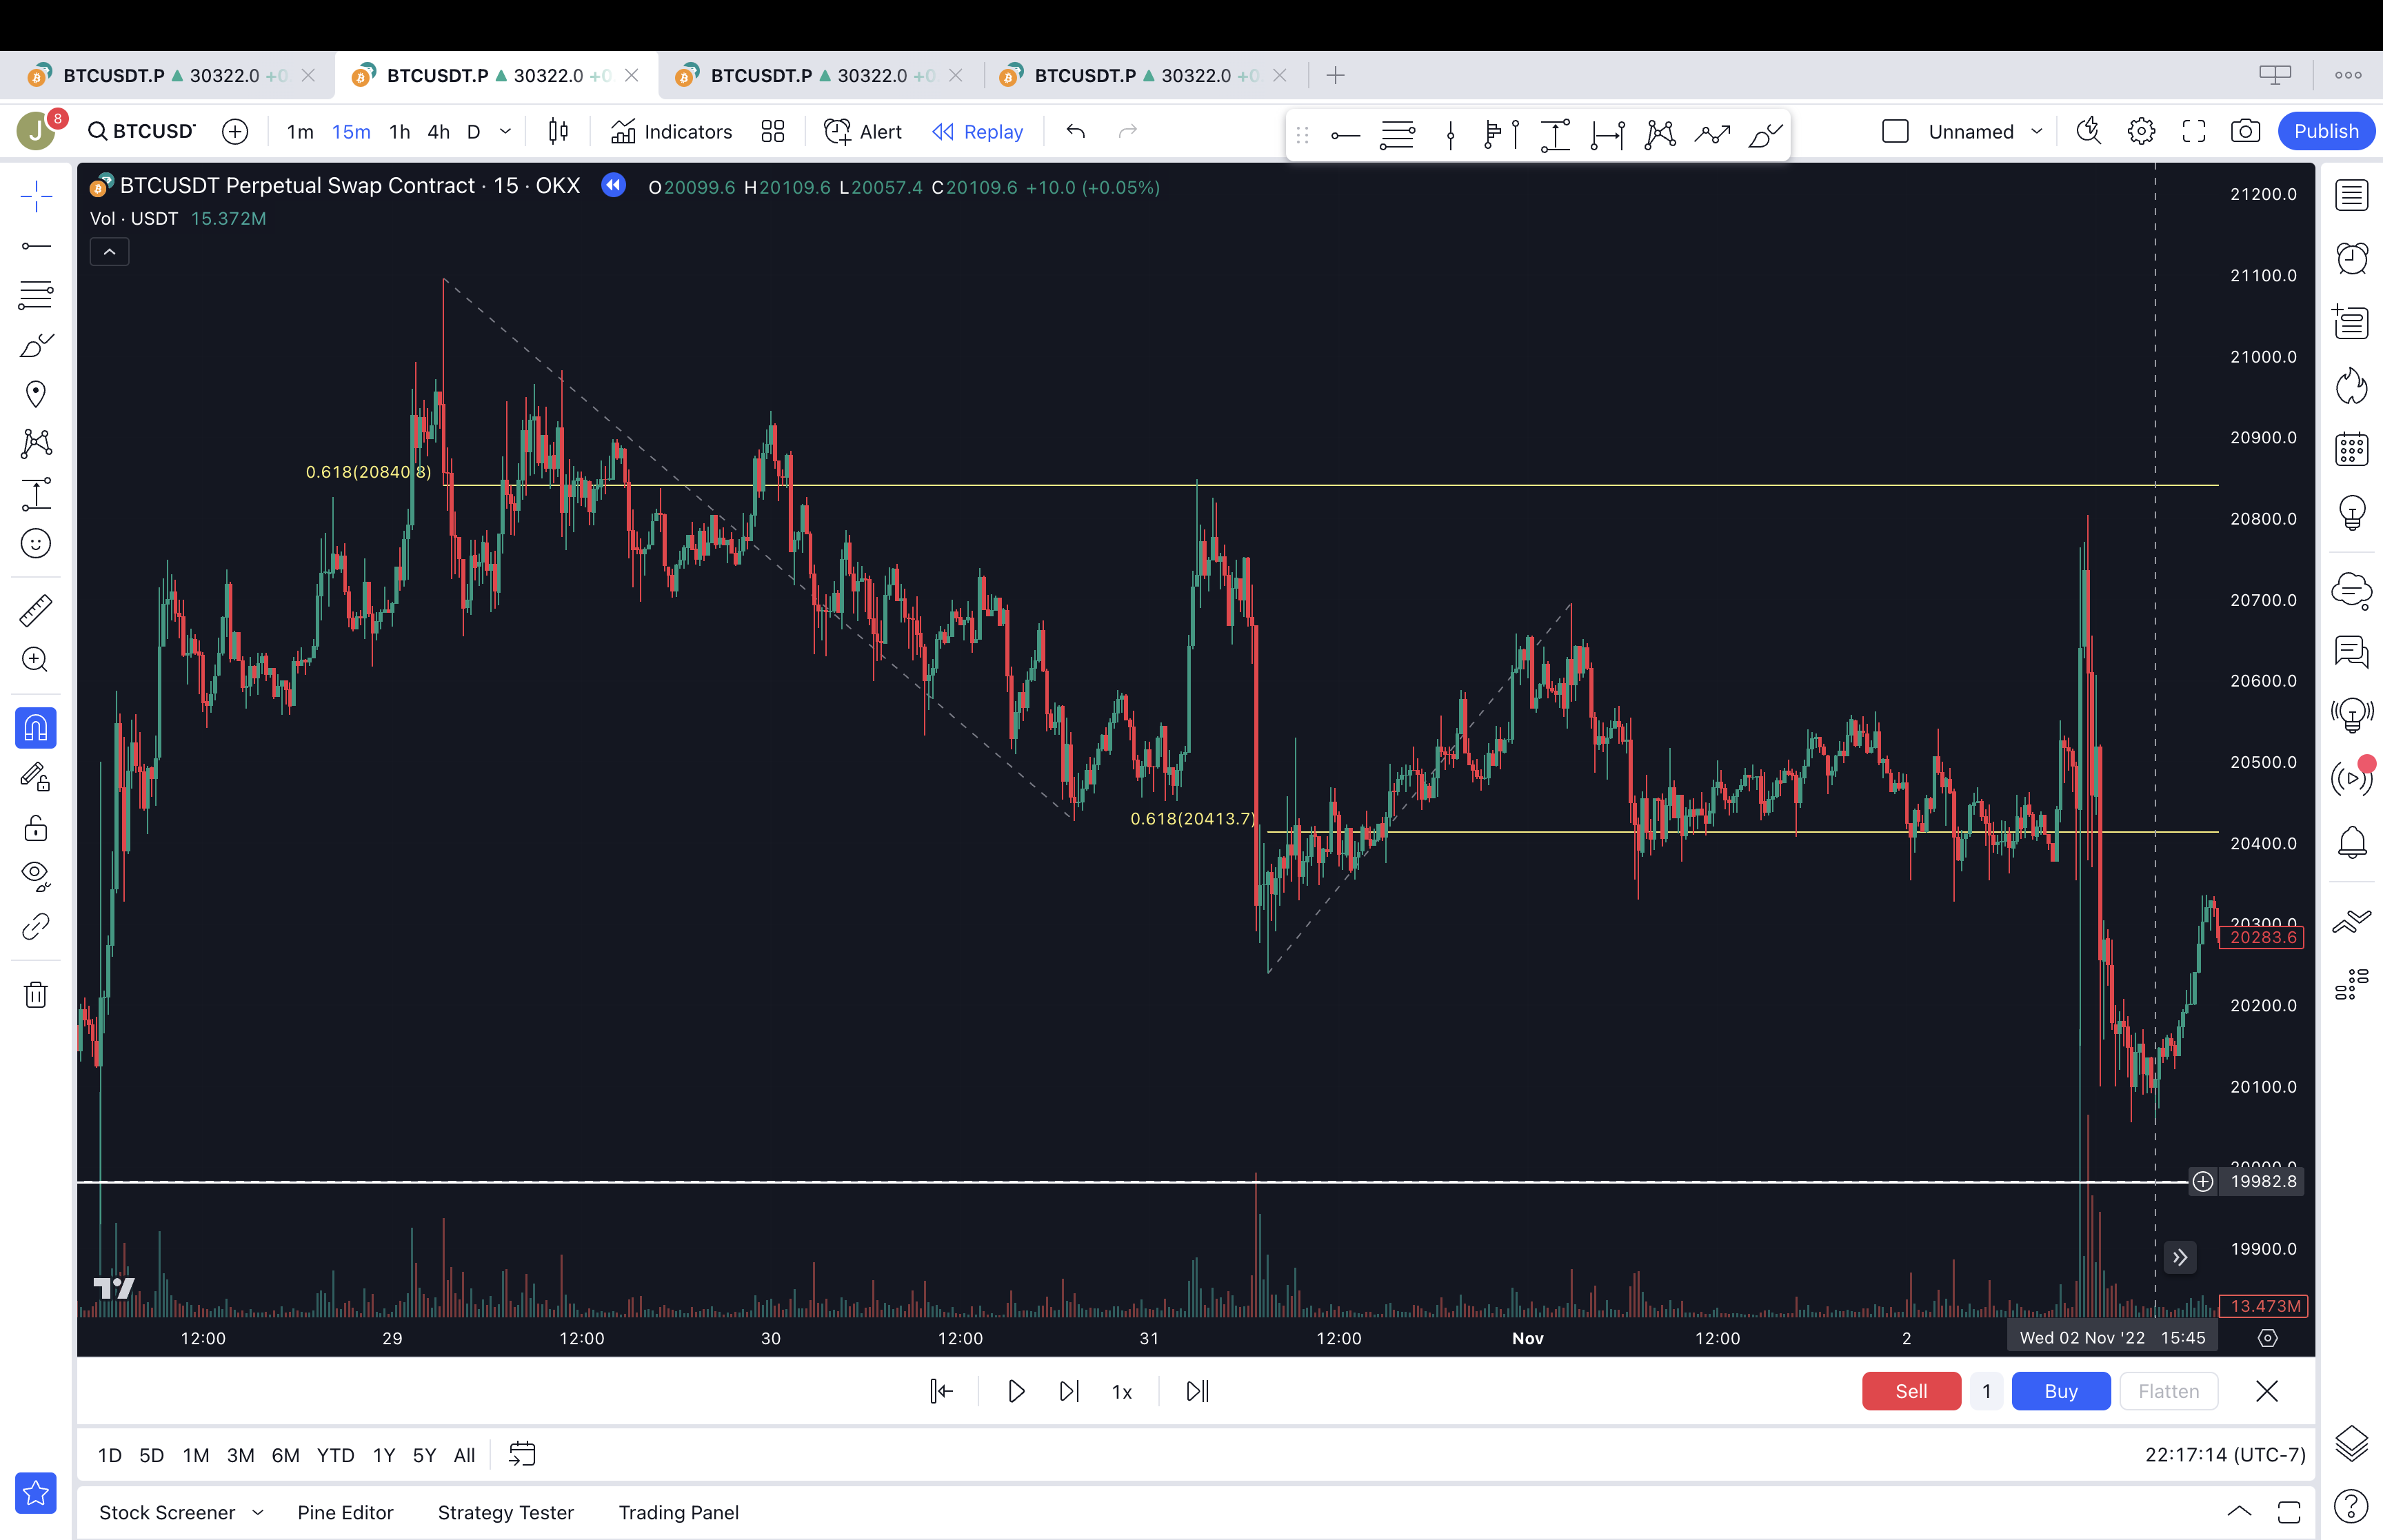 BTCUSDT.P ▲ 30322.0 +0
BTCUSDT.P ▲ 30322.0 +0
BTCUSDT.P ▲ 30322.0 +0
BTCUSDT.P ▲ 30322.0 +0
J 8 BTCUSD 1m 15m 1h 4h D Indicators Alert Replay Unnamed Publish
BTCUSDT Perpetual Swap Contract · 15 · OKX O20099.6 H20109.6 L20057.4 C20109.6 +10.0 (+0.05%)
Vol · USDT 15.372M
21200.0
21100.0
21000.0
20900.0
0.618(20840.8)
20800.0
20700.0
20600.0
20500.0
0.618(20413.7)
20400.0
20300.0
20283.6
20200.0
20100.0
20000.0
19982.8
19900.0
13.473M
12:00 29 12:00 30 12:00 31 12:00 Nov 12:00 2 Wed 02 Nov '22 15:45
1x Sell 1 Buy Flatten
1D 5D 1M 3M 6M YTD 1Y 5Y All 22:17:14 (UTC-7)
Stock Screener Pine Editor Strategy Tester Trading Panel